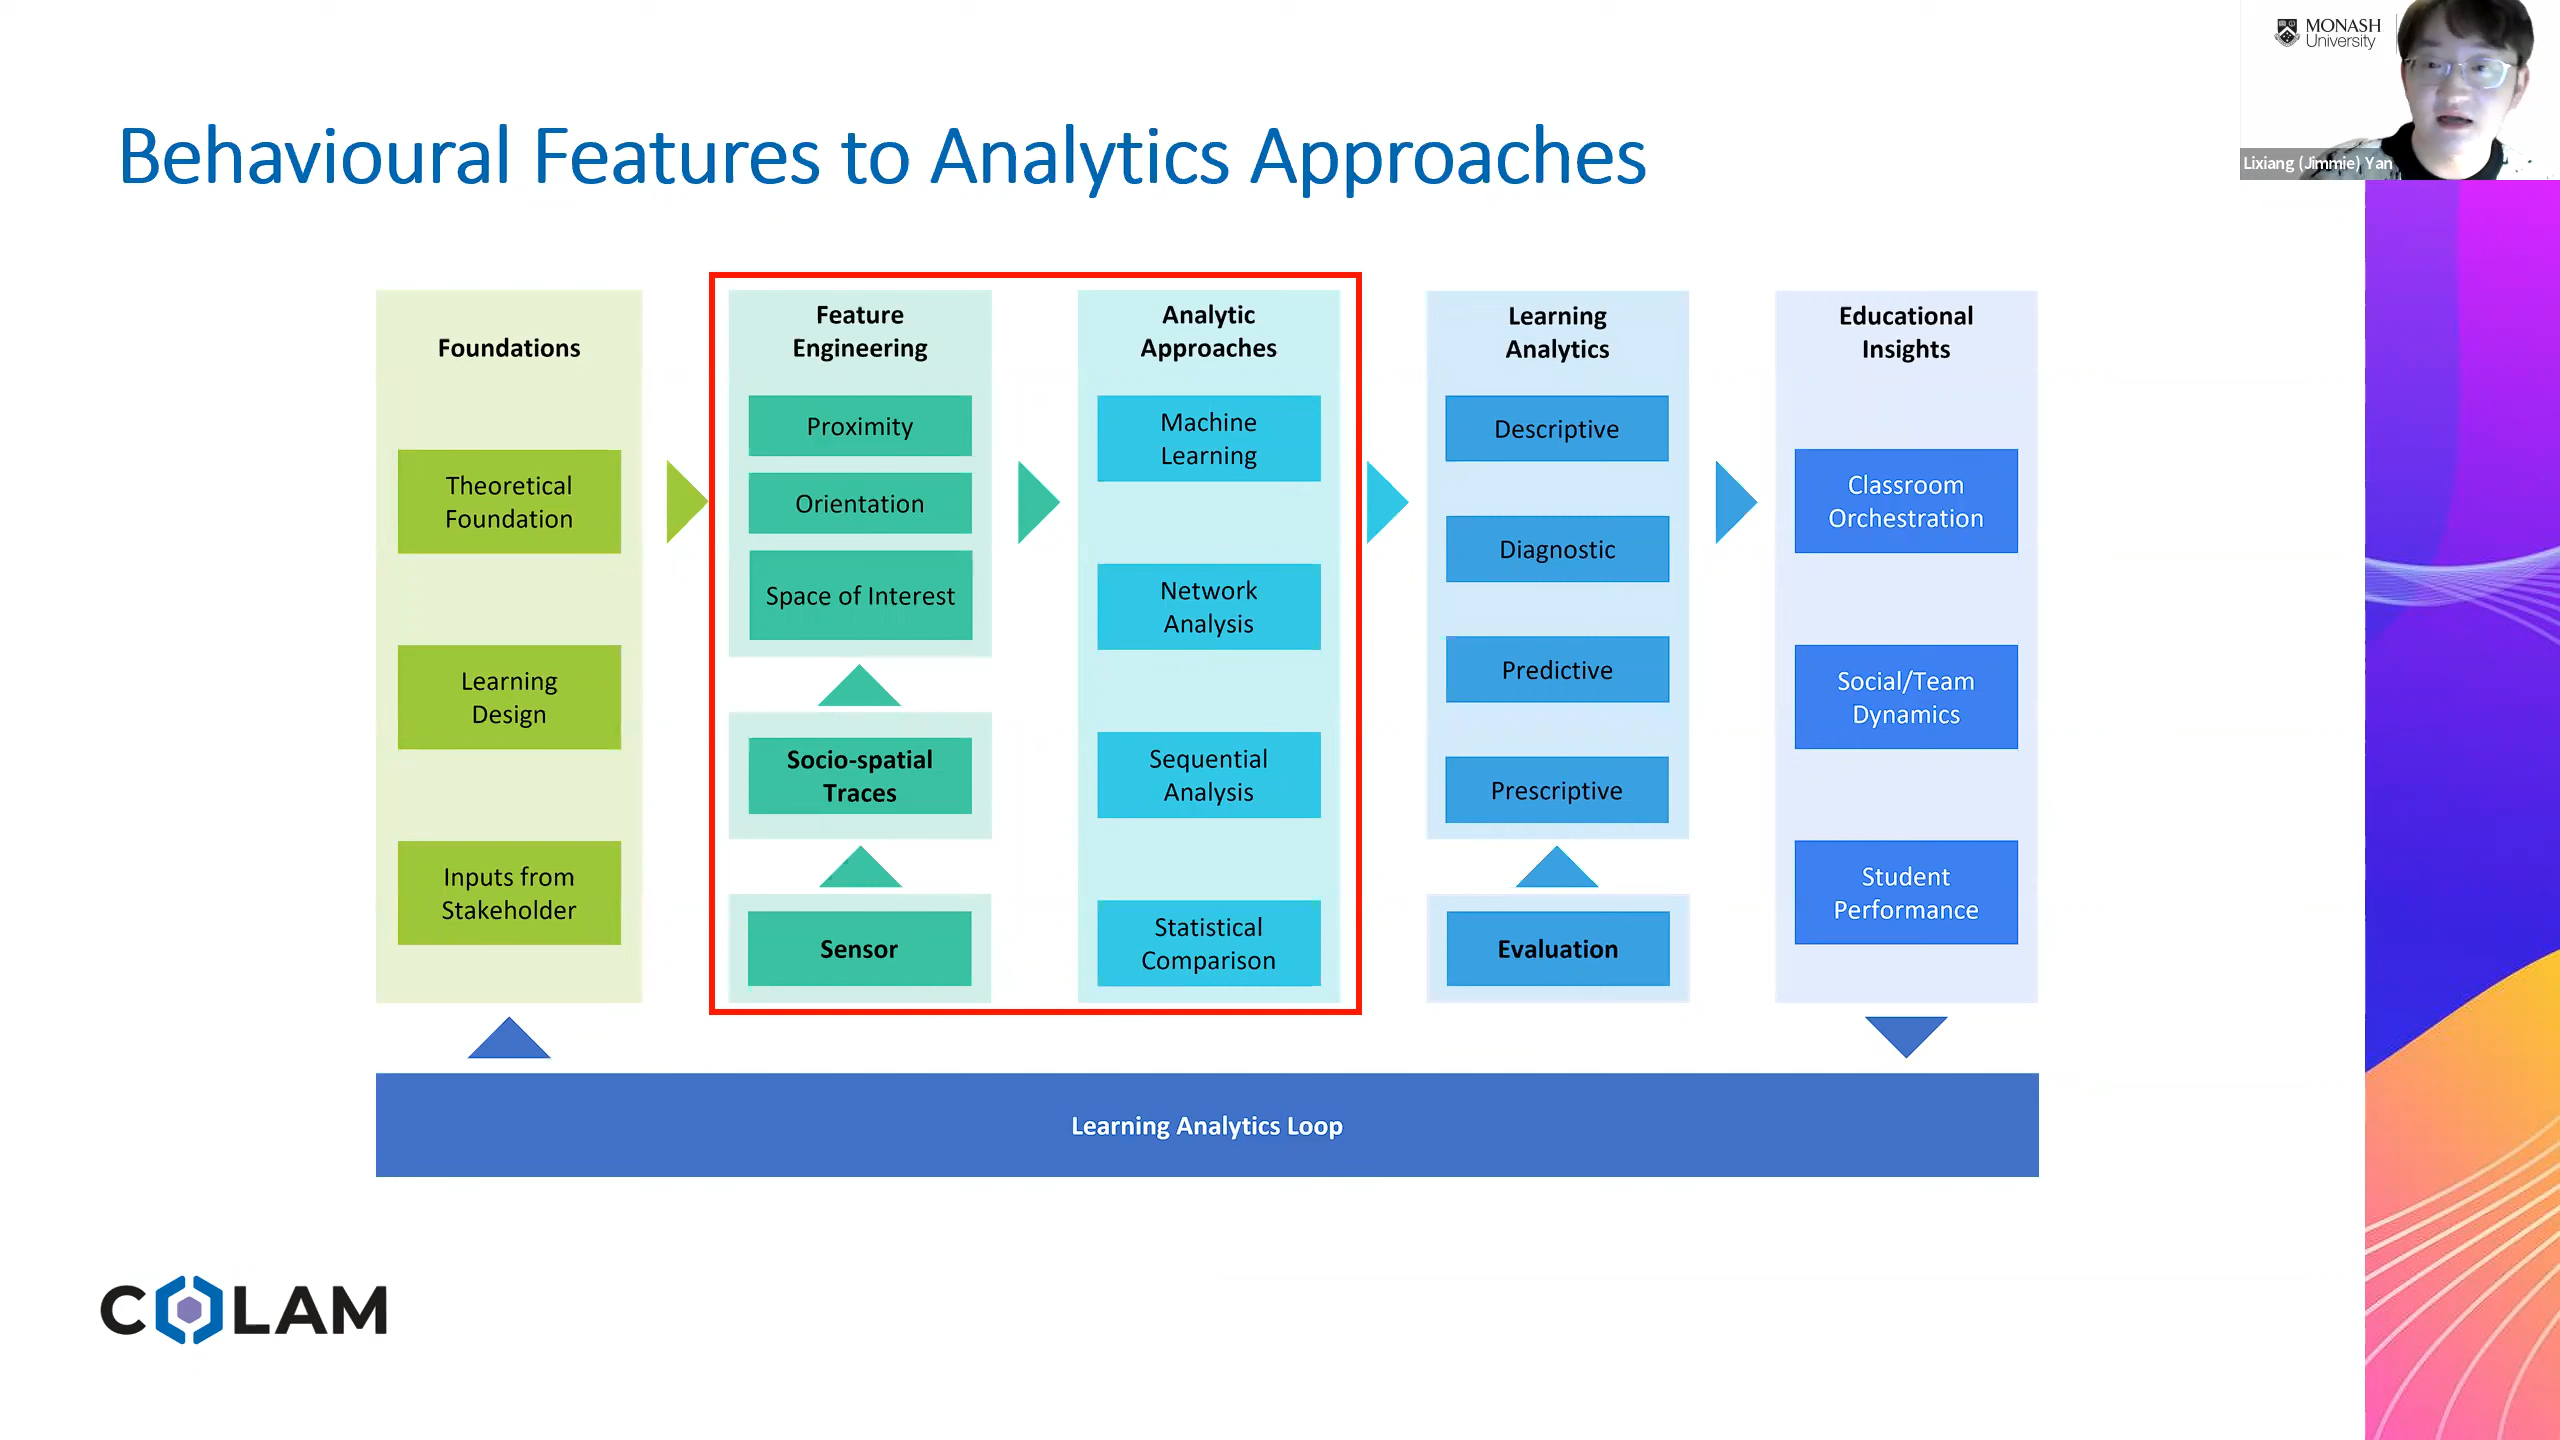 MONASH
University
Lixiang (Jimmie) Yan
Behavioural Features to Analytics Approaches
Foundations
Theoretical
Foundation
Learning
Design
Inputs from
Stakeholder
Feature
Engineering
Proximity
Orientation
Space of Interest
Socio-spatial
Traces
Sensor
Analytic
Approaches
Machine
Learning
Network
Analysis
Sequential
Analysis
Statistical
Comparison
Learning
Analytics
Descriptive
Diagnostic
Predictive
Prescriptive
Evaluation
Educational
Insights
Classroom
Orchestration
Social/Team
Dynamics
Student
Performance
Learning Analytics Loop
COLAM